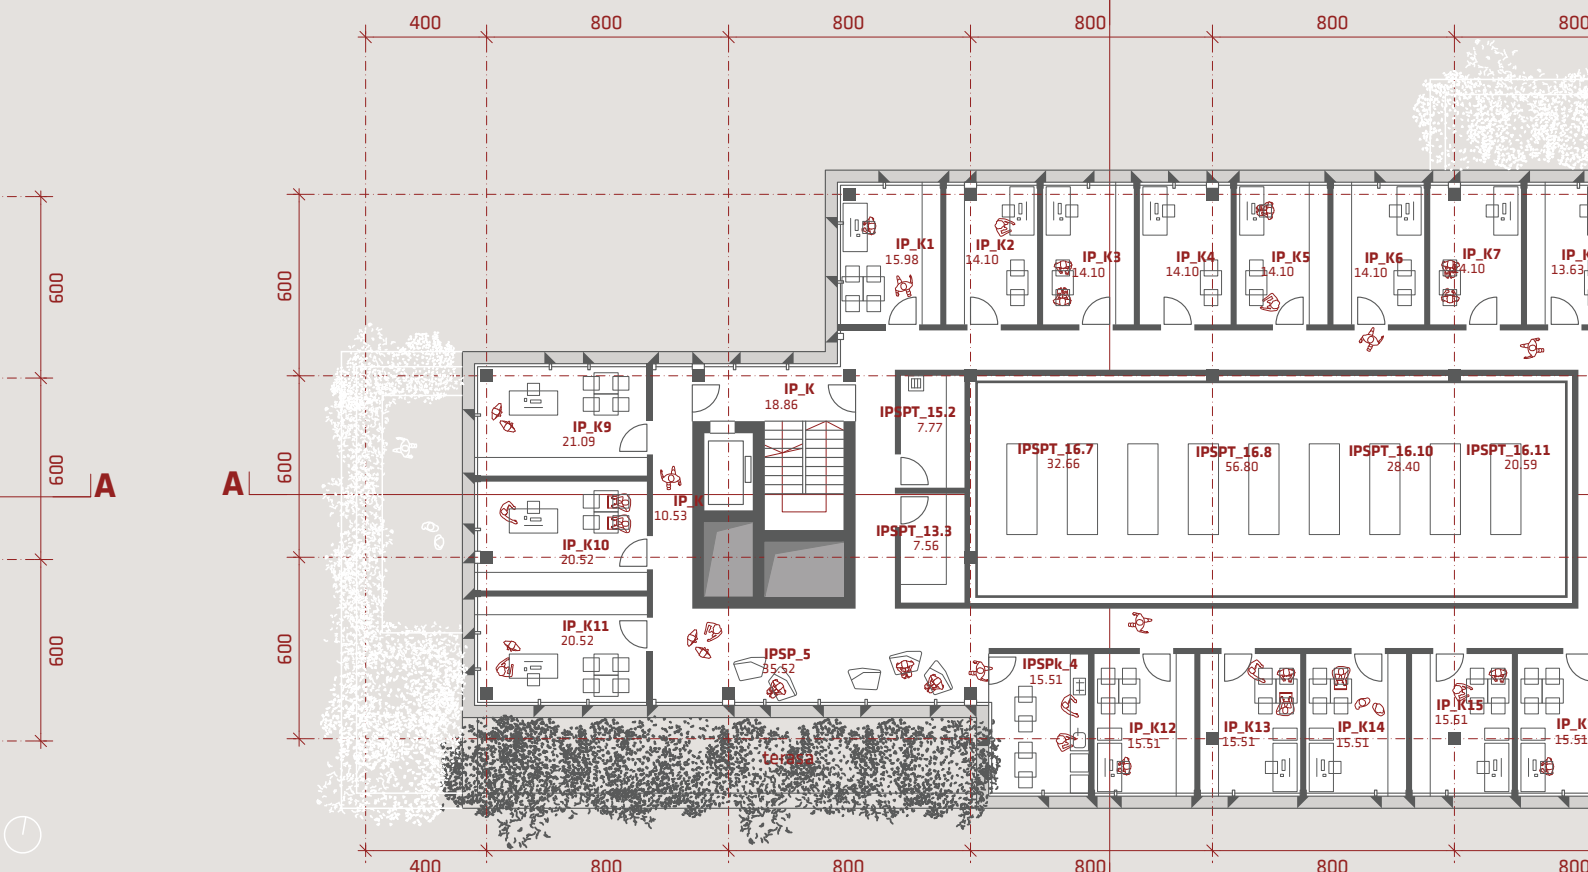 400 800 800 800 800 800
600 600
IP_K1
15.98
IP_K2
14.10
IP_K3
14.10
IP_K4
14.10
IP_K5
14.10
IP_K6
14.10
IP_K7
14.10
13.63
IP_K
18.86
IP_K9
21.09
IPSPT_15.2
7.77
IPSPT_16.7
32.66
IPSPT_16.8
56.80
IPSPT_16.10
28.40
IPSPT_16.11
20.59
600 600
A A
IP_K
10.53
IP_K10
20.52
IPSPT_13.3
7.56
IP_K11
20.52
600 600
IPSP_5
35.52
IPSPk_4
15.51
IP_K12
15.51
IP_K13
15.51
IP_K14
15.51
IP_K15
15.51
15.51
terasa
400 800 800 800 800 800